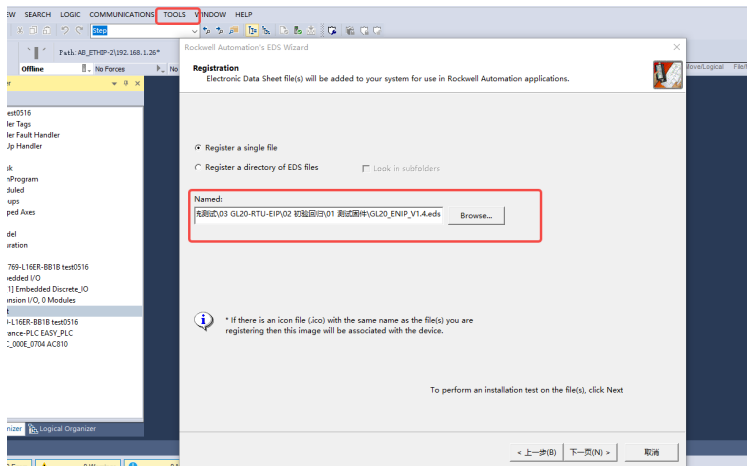 EW SEARCH LOGIC COMMUNICATIONS TOOLS WINDOW HELP
Step
Path: AB_ETHIP-2\192.168.1.26*
Offline No Forces No
Move/Logical File/
Rockwell Automation's EDS Wizard
Registration
Electronic Data Sheet file(s) will be added to your system for use in Rockwell Automation applications.
Register a single file
Register a directory of EDS files
Look in subfolders
Named:
测试\03 GL20-RTU-EIP\02 初验回归\01 测试固件\GL20_ENIP_V1.4.eds
Browse...
* If there is an icon file (.ico) with the same name as the file(s) you are
registering then this image will be associated with the device.
To perform an installation test on the file(s), click Next
< 上一步(B) 下一页(N) > 取消
est0516
ler Tags
ler Fault Handler
Jp Handler
sk
nProgram
duled
ups
ped Axes
del
uration
769-L16ER-BB1B test0516
bedded I/O
1] Embedded Discrete_IO
ansion I/O, 0 Modules
t
-L16ER-BB1B test0516
vance-PLC EASY_PLC
C_000E_0704 AC810
nizer Logical Organizer